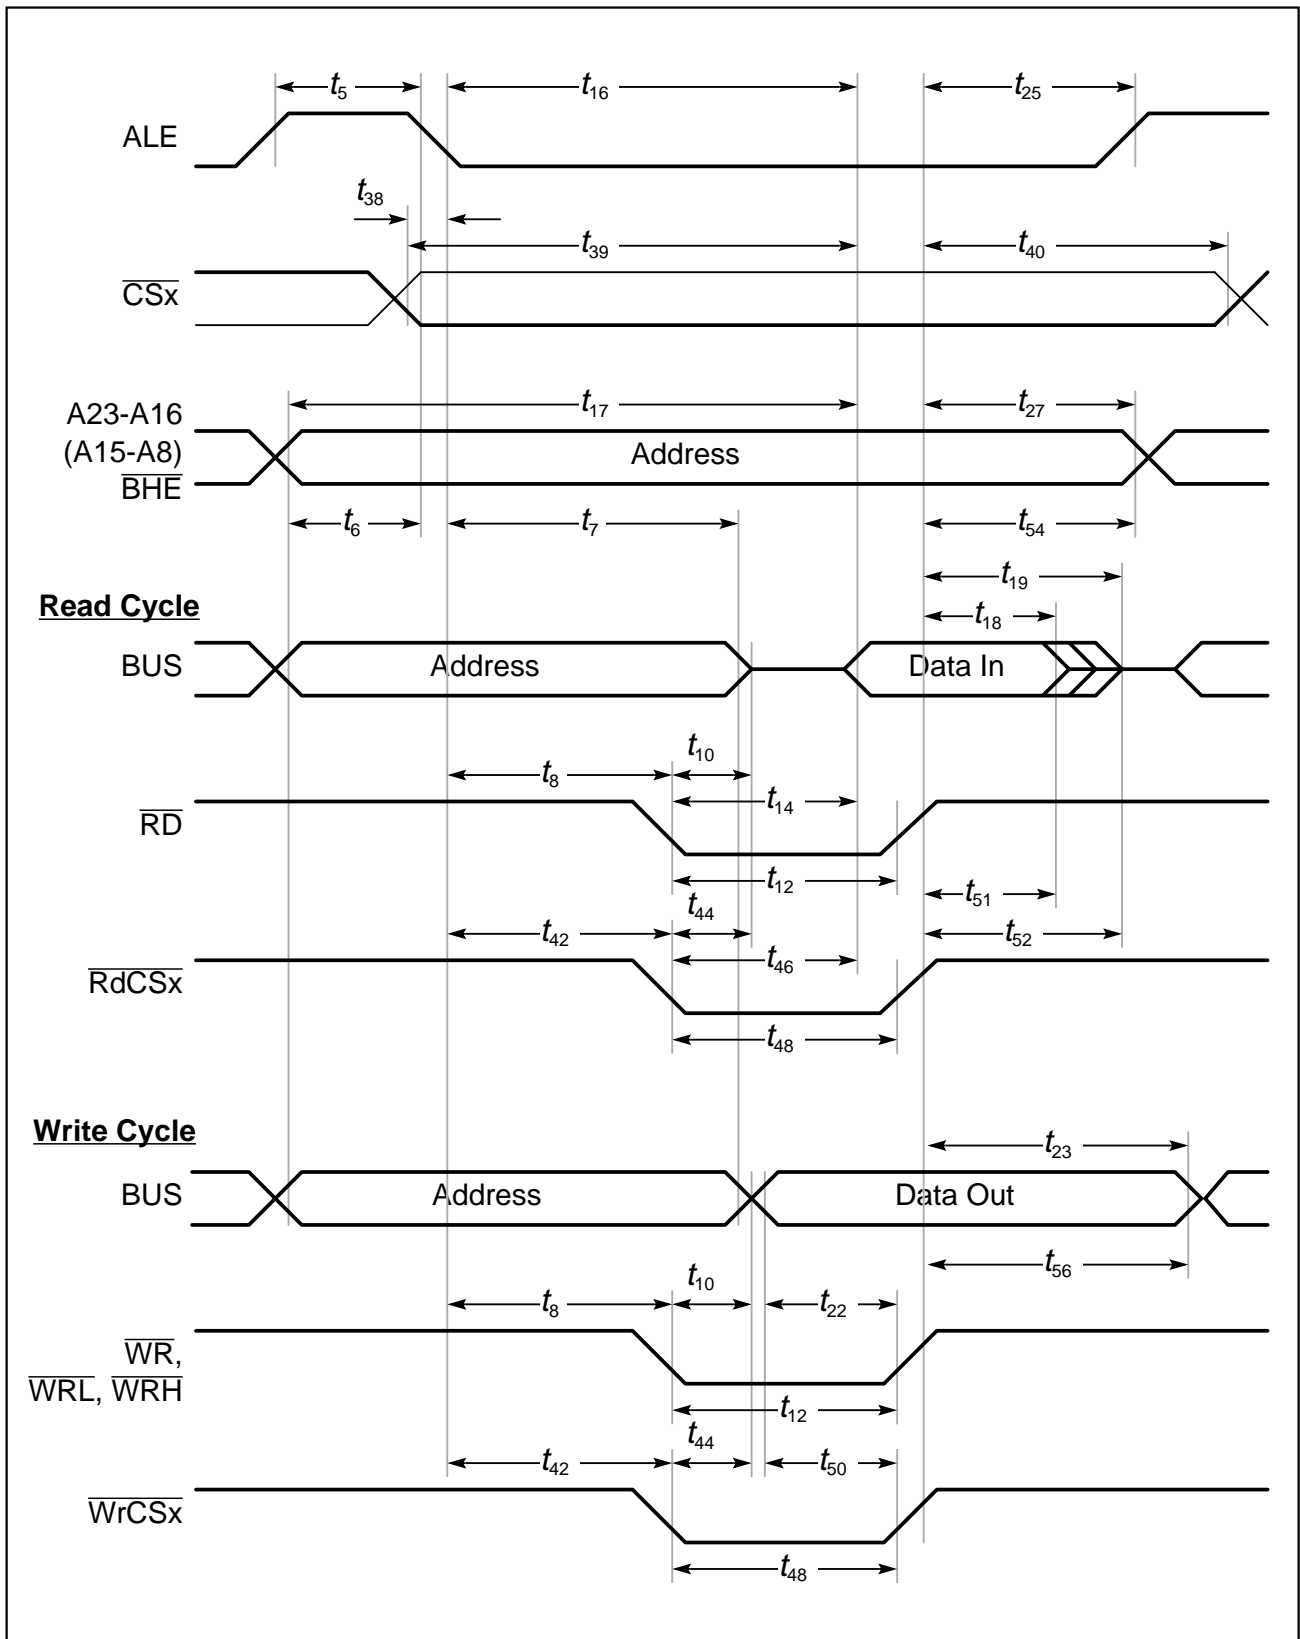 t5 t16 t25
ALE
t38
t39 t40
CSx
t17 t27
A23-A16
(A15-A8)
Address
BHE
t6 t7 t54
t19
Read Cycle
t18
BUS Address Data In
t10
t8
t14
RD
t12
t51
t44
t42 t52
t46
RdCSx
t48
Write Cycle
t23
BUS Address Data Out
t56
t10
t8 t22
WR,
WRL, WRH
t12
t44
t42 t50
WrCSx
t48